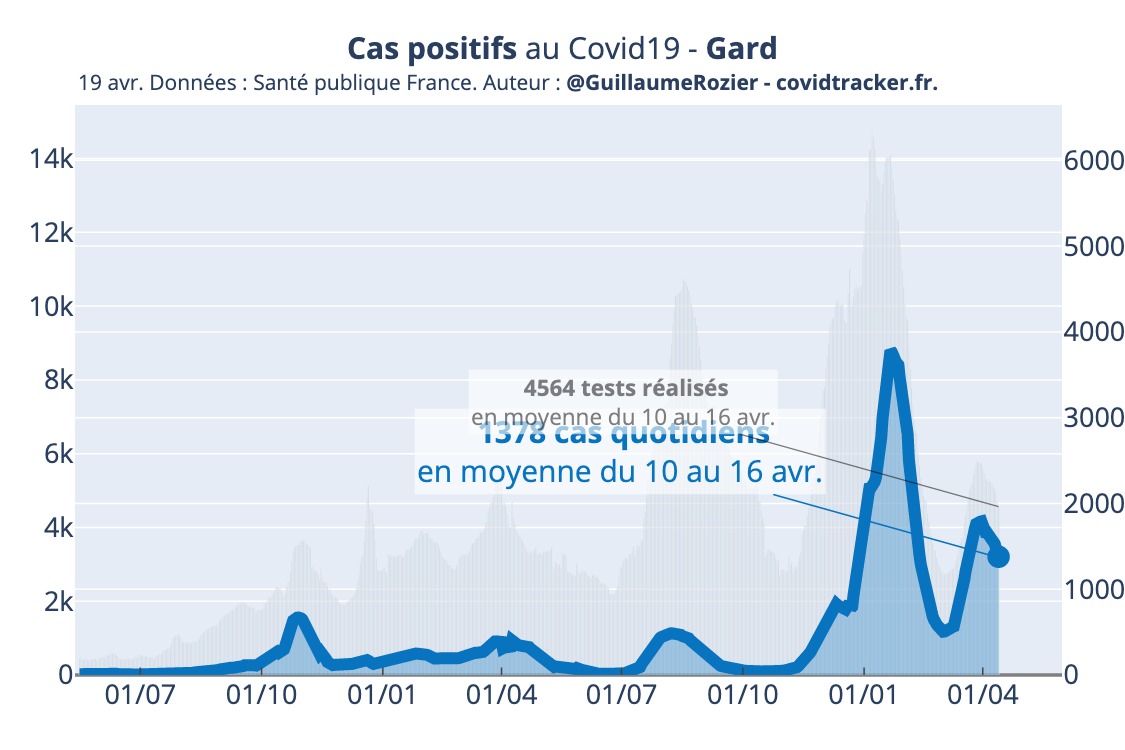 Cas positifs au Covid19 - Gard
19 avr. Données : Santé publique France. Auteur : @GuillaumeRozier - covidtracker.fr.
14k
12k
10k
8k
6k
4k
2k
0
6000
5000
4000
3000
2000
1000
0
4564 tests réalisés
en moyenne du 10 au 16 avr.
1378 cas quotidiens
en moyenne du 10 au 16 avr.
01/07 01/10 01/01 01/04 01/07 01/10 01/01 01/04